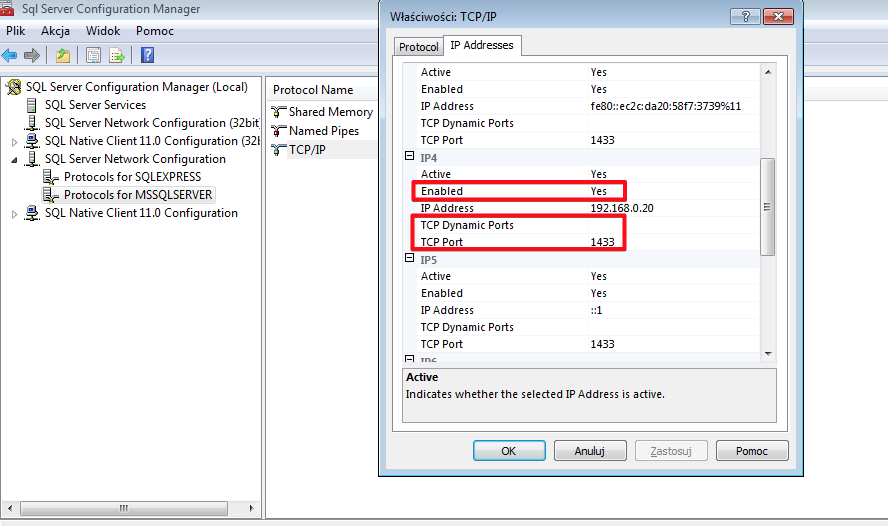 Sql Server Configuration Manager
Plik Akcja Widok Pomoc
SQL Server Configuration Manager (Local)
SQL Server Services
SQL Server Network Configuration (32bit
SQL Native Client 11.0 Configuration (32b
SQL Server Network Configuration
Protocols for SQLEXPRESS
Protocols for MSSQLSERVER
SQL Native Client 11.0 Configuration
Protocol Name
Shared Memory
Named Pipes
TCP/IP
Właściwości: TCP/IP
Protocol IP Addresses
Active Yes
Enabled Yes
IP Address fe80::ec2c:da20:58f7:3739%11
TCP Dynamic Ports
TCP Port 1433
IP4
Active Yes
Enabled Yes
IP Address 192.168.0.20
TCP Dynamic Ports
TCP Port 1433
IP5
Active Yes
Enabled Yes
IP Address ::1
TCP Dynamic Ports
TCP Port 1433
IP6
Active
Indicates whether the selected IP Address is active.
OK Anuluj Zastosuj Pomoc